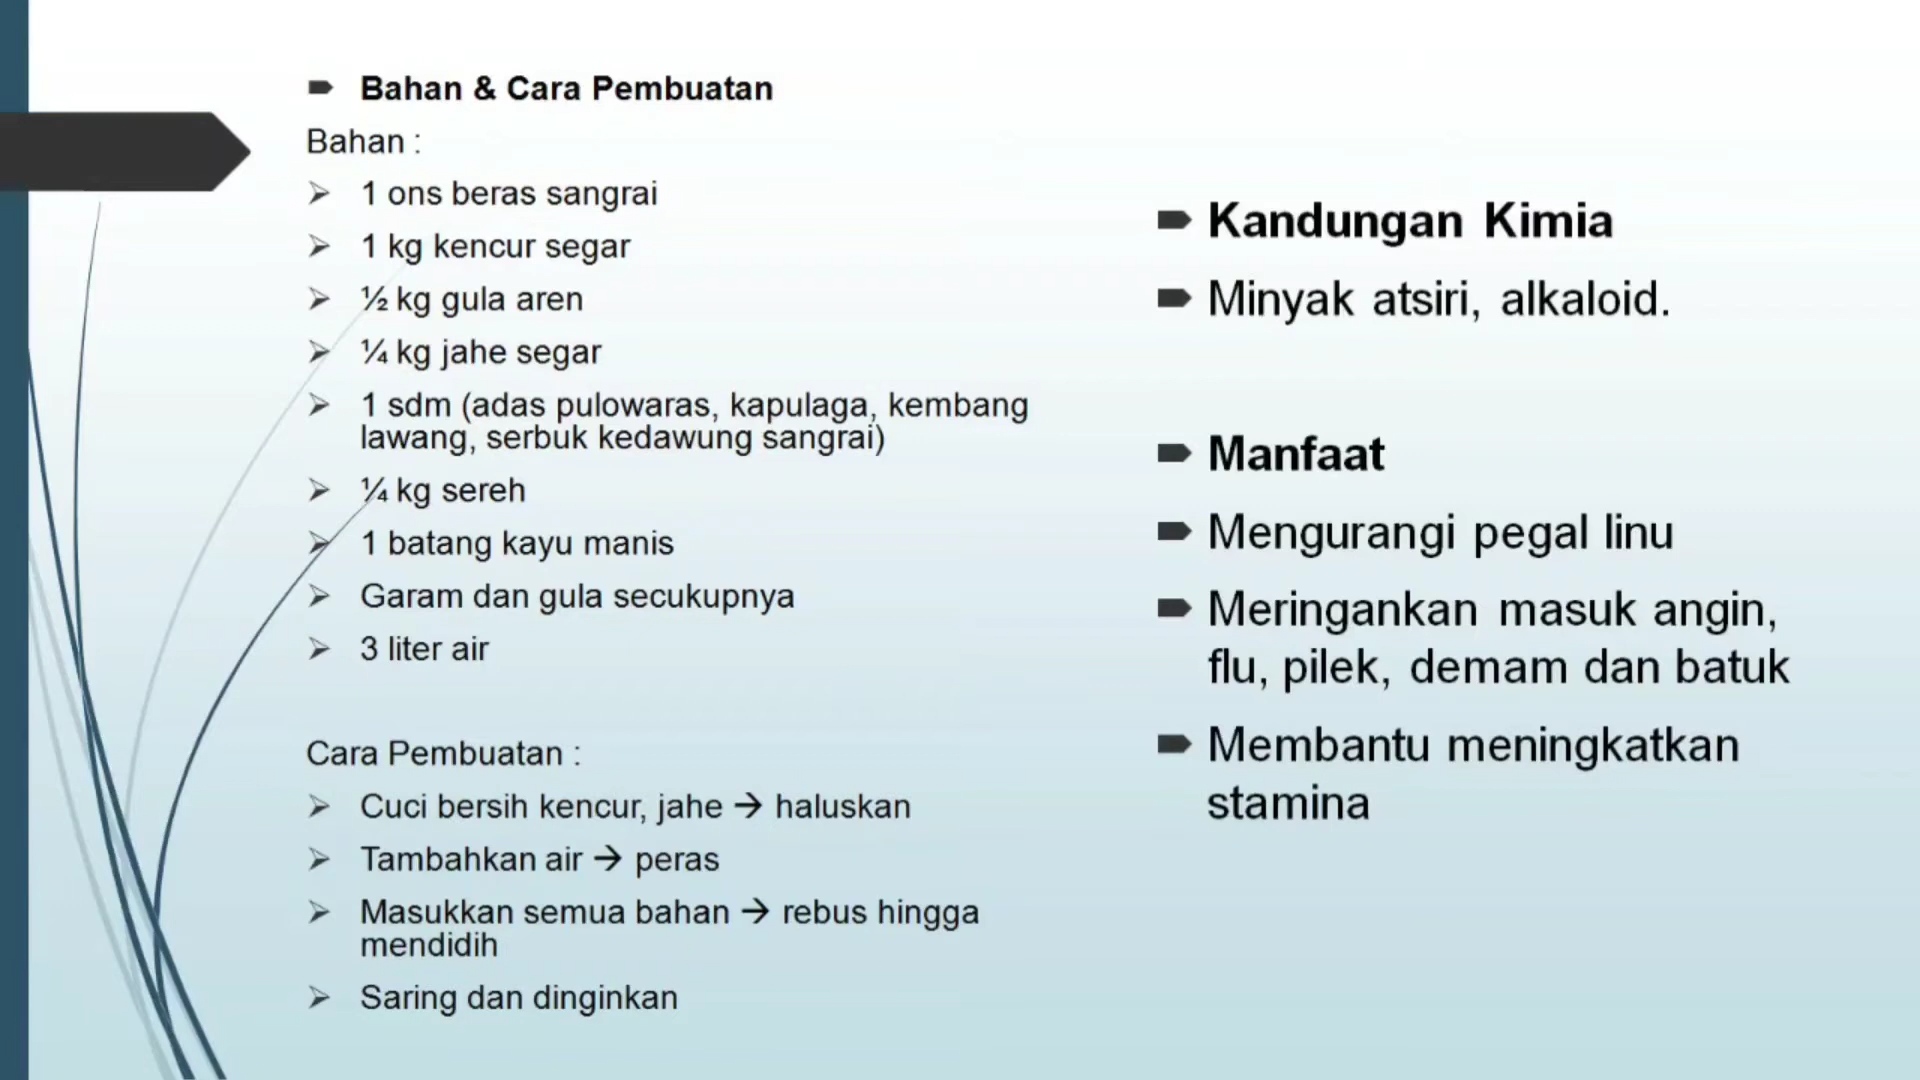 Bahan & Cara Pembuatan
Bahan :
1 ons beras sangrai
1 kg kencur segar
½ kg gula aren
¼ kg jahe segar
1 sdm (adas pulowaras, kapulaga, kembang
lawang, serbuk kedawung sangrai)
¼ kg sereh
1 batang kayu manis
Garam dan gula secukupnya
3 liter air
Cara Pembuatan :
Cuci bersih kencur, jahe → haluskan
Tambahkan air → peras
Masukkan semua bahan → rebus hingga
mendidih
Saring dan dinginkan
Kandungan Kimia
Minyak atsiri, alkaloid.
Manfaat
Mengurangi pegal linu
Meringankan masuk angin,
flu, pilek, demam dan batuk
Membantu meningkatkan
stamina